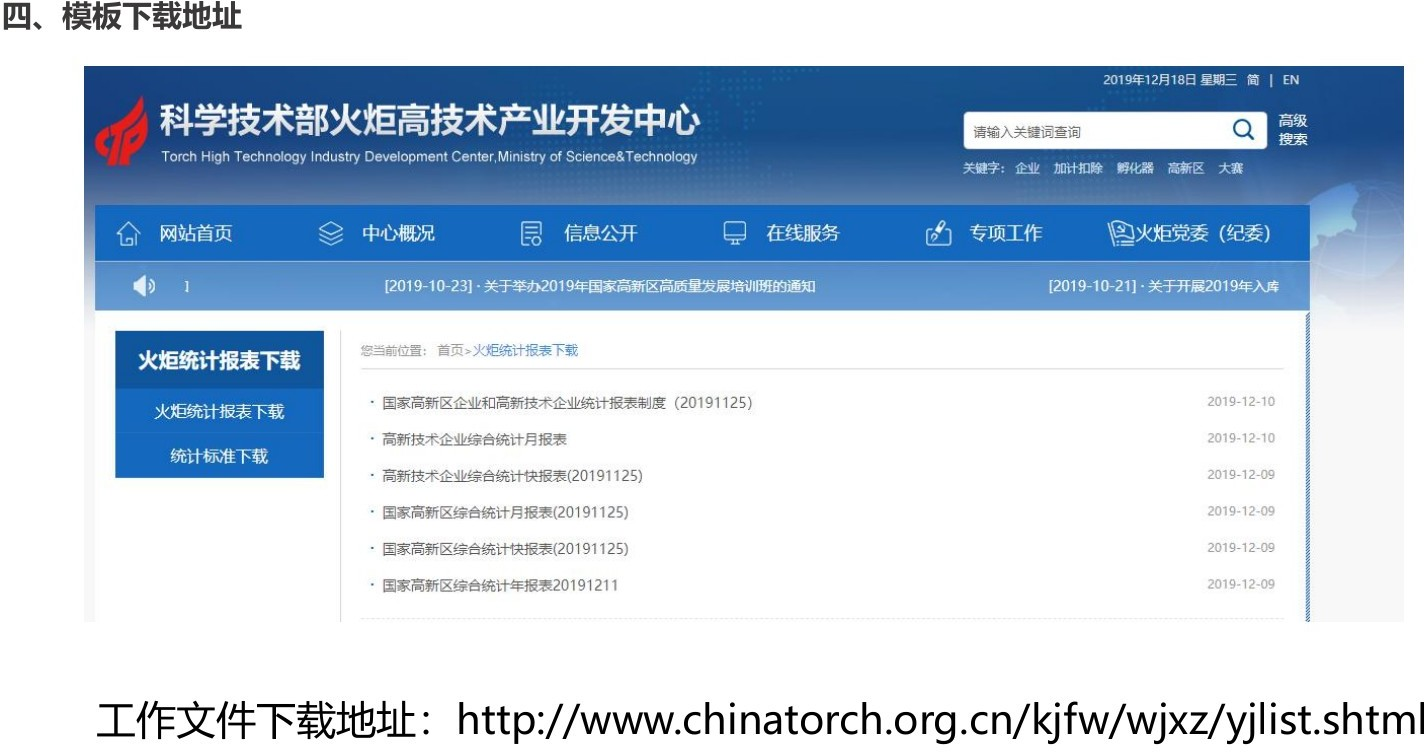 四、模板下载地址
2019年12月18日 星期三 简 | EN
科学技术部火炬高技术产业开发中心
Torch High Technology Industry Development Center,Ministry of Science&Technology
请输入关键词查询
高级
搜索
关键字: 企业 加计扣除 孵化器 高新区 大赛
网站首页 中心概况 信息公开 在线服务 专项工作 火炬党委（纪委）
[2019-10-23] · 关于举办2019年国家高新区高质量发展培训班的通知 [2019-10-21] · 关于开展2019年入库
火炬统计报表下载
火炬统计报表下载
统计标准下载
您当前位置： 首页>火炬统计报表下载
· 国家高新区企业和高新技术企业统计报表制度（20191125） 2019-12-10
· 高新技术企业综合统计月报表 2019-12-10
· 高新技术企业综合统计快报表(20191125) 2019-12-09
· 国家高新区综合统计月报表(20191125) 2019-12-09
· 国家高新区综合统计快报表(20191125) 2019-12-09
· 国家高新区综合统计年报表20191211 2019-12-09
工作文件下载地址：http://www.chinatorch.org.cn/kjfw/wjxz/yjlist.shtml